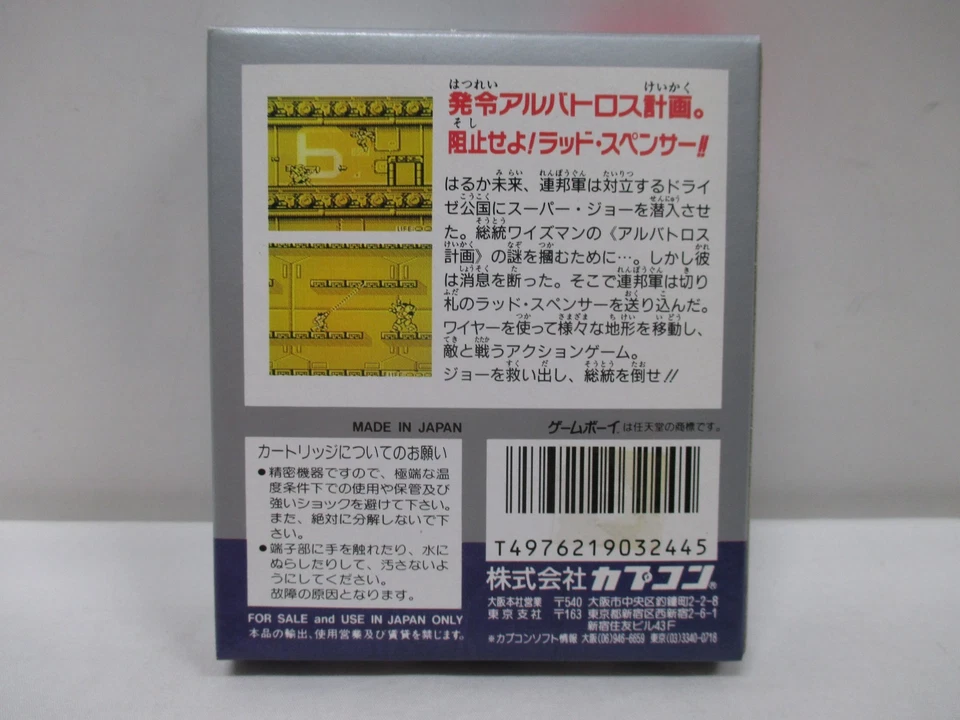 発令アルバトロス計画。
阻止せよ!ラッド・スペンサー!!
はるか未来、連邦軍は対立するドライ
ゼ公国にスーパー・ジョーを潜入させ
た。総統ワイズマンの《アルバトロス
計画》の謎を摑むために…。しかし彼
は消息を断った。そこで連邦軍は切り
札のラッド・スペンサーを送り込んだ。
ワイヤーを使って様々な地形を移動し、
敵と戦うアクションゲーム。
ジョーを救い出し、総統を倒せ!!
MADE IN JAPAN
ゲームボーイは任天堂の商標です。
カートリッジについてのお願い
●精密機器ですので、極端な温
度条件下での使用や保管及び
強いショックを避けて下さい。
また、絶対に分解しないで下
さい。
●端子部に手を触れたり、水に
ぬらしたりして、汚さないよ
うにしてください。
故障の原因となります。
FOR SALE and USE IN JAPAN ONLY
本品の輸出、使用営業及び賃貸を禁じます。
T4976219032445
株式会社カプコン®
大阪本社営業 〒540 大阪市中央区釣鐘町2-2-8
東京支社 〒163 東京都新宿区西新宿2-6-1
新宿住友ビル43F
※カプコンソフト情報 大阪(06)946-6659 東京(03)3340-0718